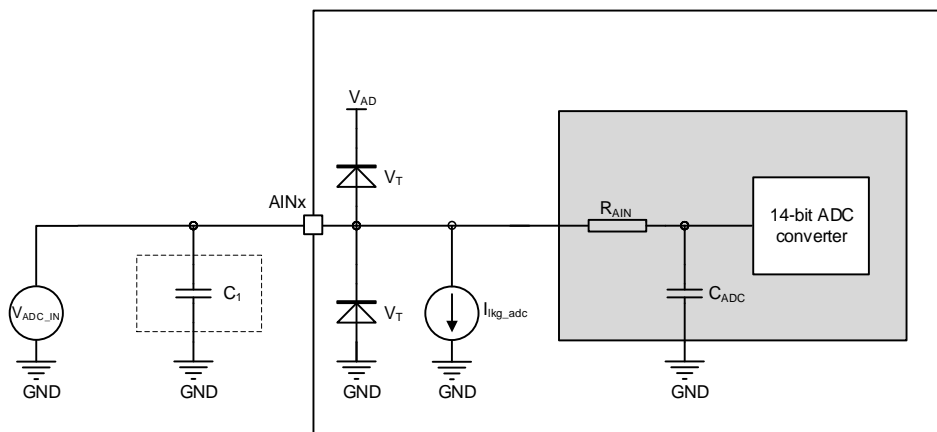 VAD
VT
AINx
RAIN
14-bit ADC
converter
VADC_IN
C1
VT
Ilkg_adc
CADC
GND
GND
GND
GND
GND